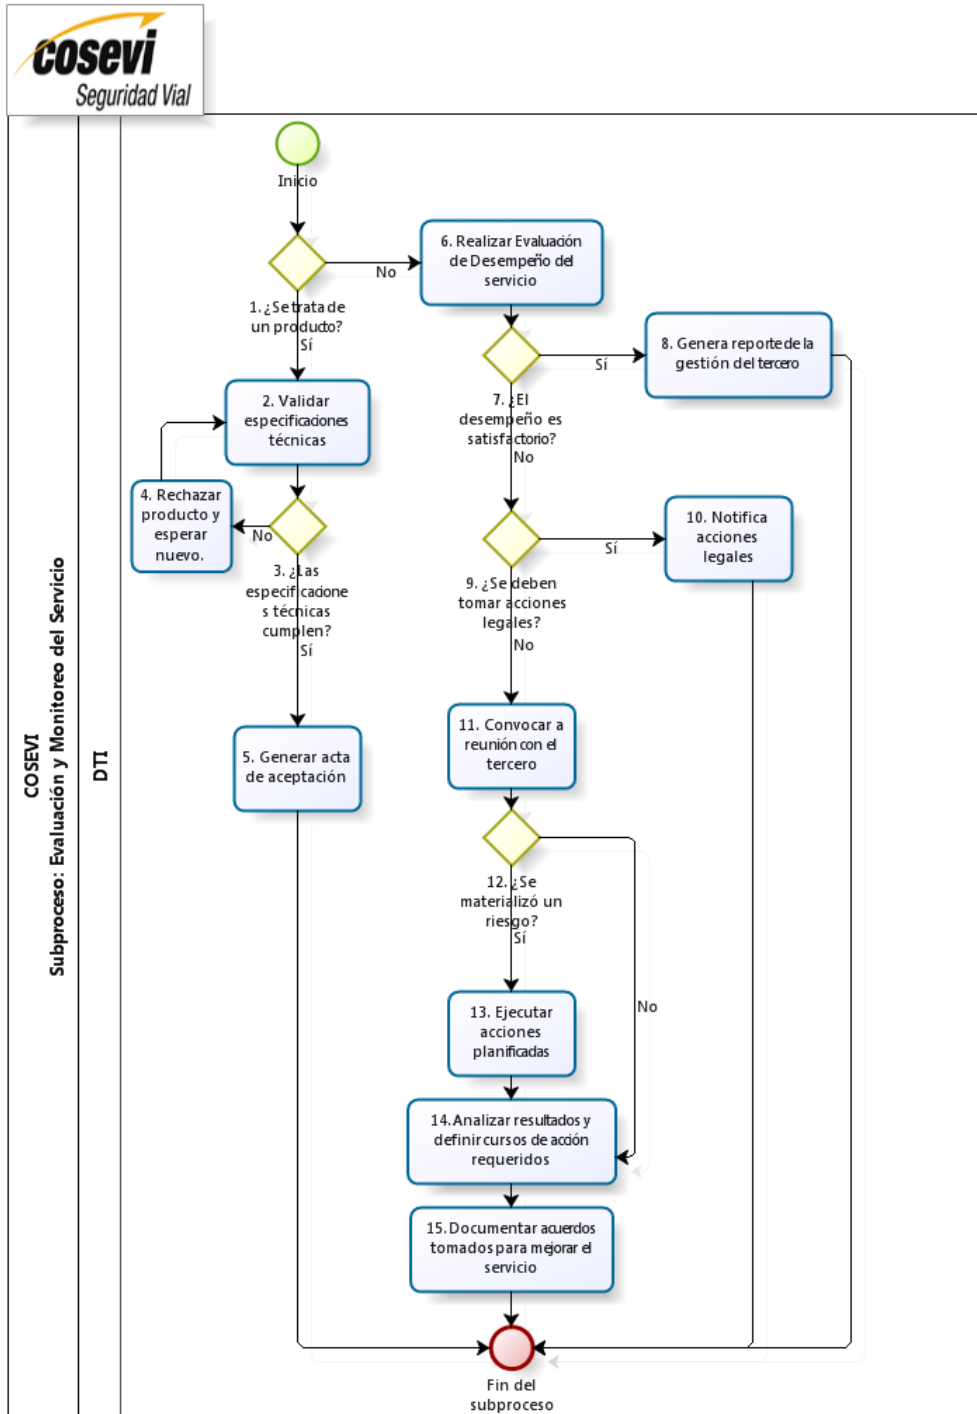 cosevi
Seguridad Vial
COSEVI
Subproceso: Evaluación y Monitoreo del Servicio
DTI
Inicio
1. ¿Se trata de
un producto?
No
Sí
2. Validar
especificaciones
técnicas
3. ¿Las
especificacione
s técnicas
cumplen?
No
Sí
4. Rechazar
producto y
esperar
nuevo.
5. Generar acta
de aceptación
6. Realizar Evaluación
de Desempeño del
servicio
7. ¿El
desempeño es
satisfactorio?
Sí
No
8. Genera reporte de la
gestión del tercero
9. ¿Se deben
tomar acciones
legales?
Sí
No
10. Notifica
acciones
legales
11. Convocar a
reunión con el
tercero
12. ¿Se
materializó un
riesgo?
Sí
No
13. Ejecutar
acciones
planificadas
14. Analizar resultados y
definir cursos de acción
requeridos
15. Documentar acuerdos
tomados para mejorar el
servicio
Fin del
subproceso